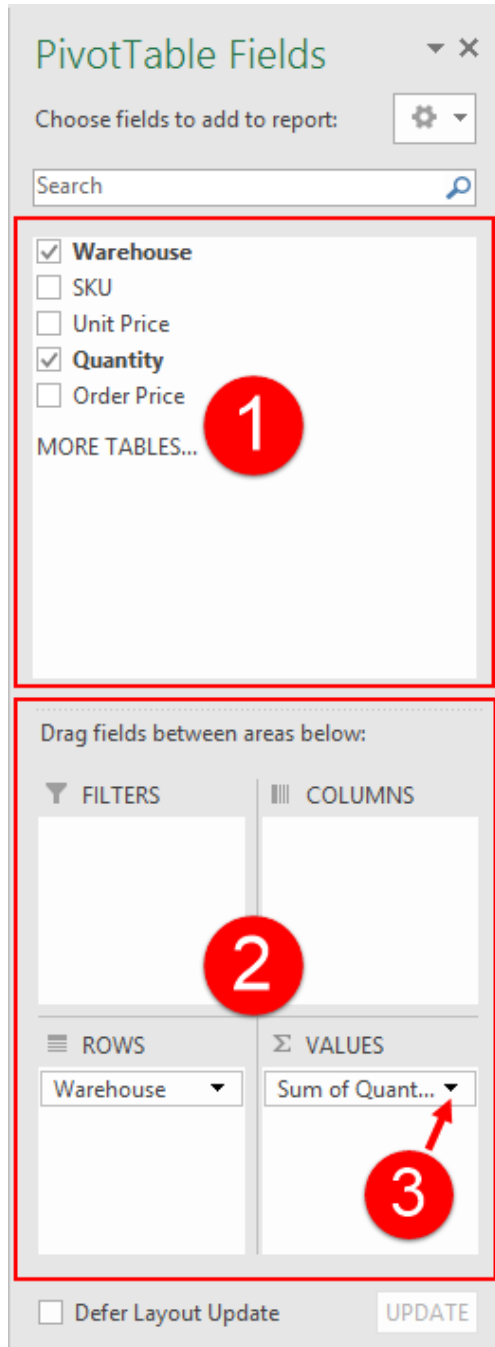 PivotTable Fields
Choose fields to add to report:
Search
Warehouse
SKU
Unit Price
Quantity
Order Price
1
MORE TABLES...
Drag fields between areas below:
FILTERS
COLUMNS
2
ROWS
Σ VALUES
Warehouse
Sum of Quant...
3
Defer Layout Update
UPDATE